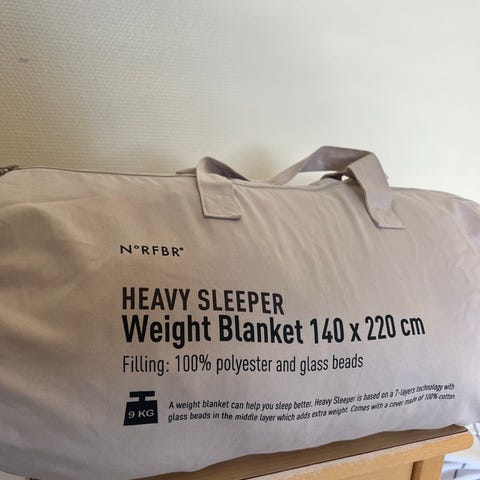 N°RFBR°
HEAVY SLEEPER
Weight Blanket 140 x 220 cm
Filling: 100% polyester and glass beads
9 KG
A weight blanket can help you sleep better. Heavy Sleeper is based on a 7-layers technology with
glass beads in the middle layer which adds extra weight. Comes with a cover made of 100% cotton.